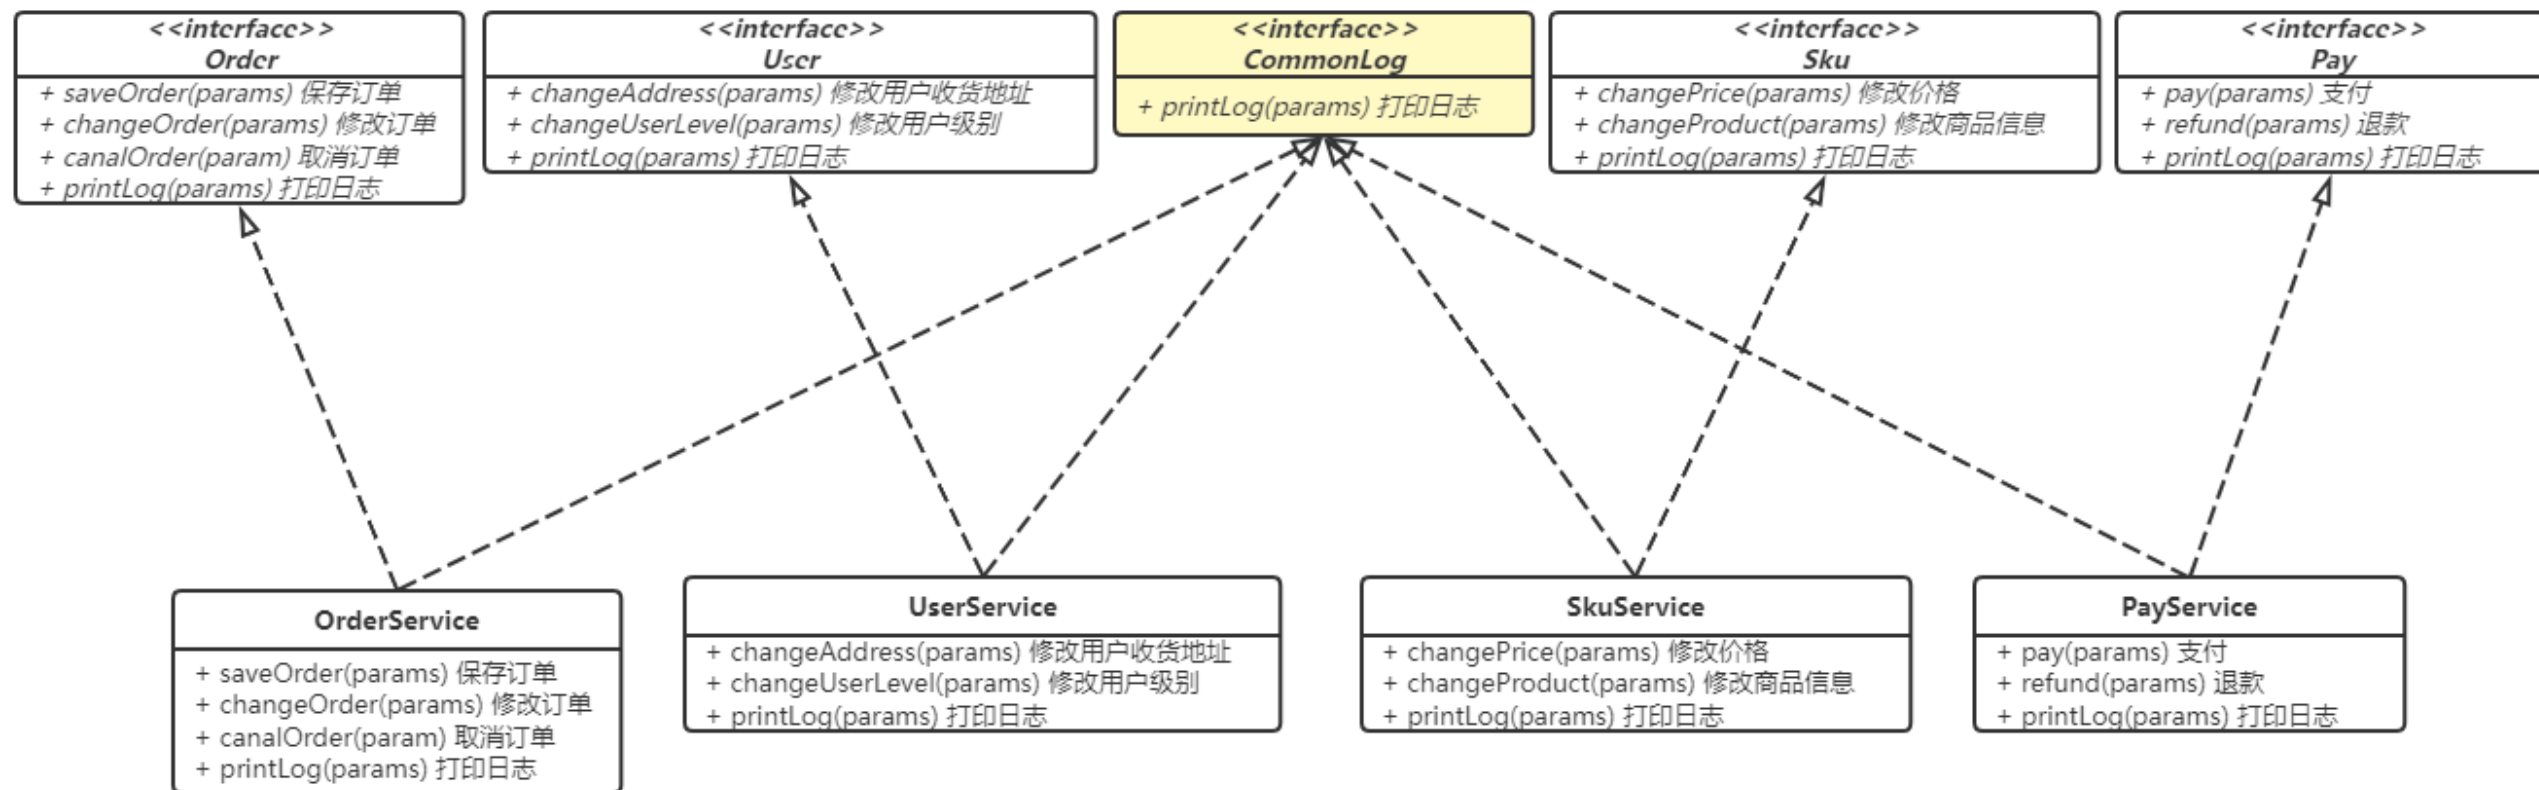 <<interface>>
Order
+ saveOrder(params) 保存订单
+ changeOrder(params) 修改订单
+ canalOrder(param) 取消订单
+ printLog(params) 打印日志
<<interface>>
User
+ changeAddress(params) 修改用户收货地址
+ changeUserLevel(params) 修改用户级别
+ printLog(params) 打印日志
<<interface>>
CommonLog
+ printLog(params) 打印日志
<<interface>>
Sku
+ changePrice(params) 修改价格
+ changeProduct(params) 修改商品信息
+ printLog(params) 打印日志
<<interface>>
Pay
+ pay(params) 支付
+ refund(params) 退款
+ printLog(params) 打印日志
OrderService
+ saveOrder(params) 保存订单
+ changeOrder(params) 修改订单
+ canalOrder(param) 取消订单
+ printLog(params) 打印日志
UserService
+ changeAddress(params) 修改用户收货地址
+ changeUserLevel(params) 修改用户级别
+ printLog(params) 打印日志
SkuService
+ changePrice(params) 修改价格
+ changeProduct(params) 修改商品信息
+ printLog(params) 打印日志
PayService
+ pay(params) 支付
+ refund(params) 退款
+ printLog(params) 打印日志